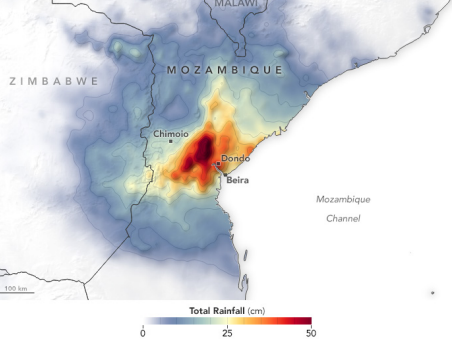 MALAWI
MOZAMBIQUE
ZIMBABWE
Chimoio
Dondo
Beira
Mozambique
Channel
100 km
Total Rainfall (cm)
0 25 50